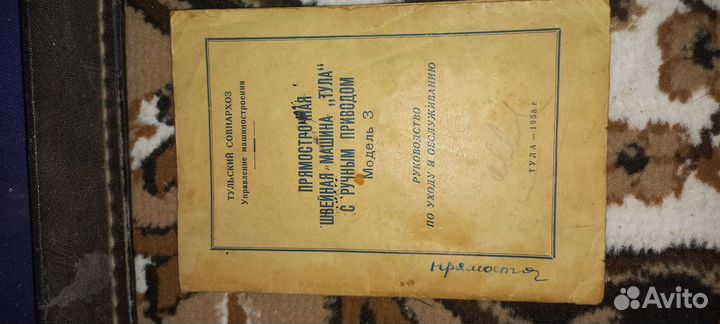 ТУЛЬСКИЙ СОВНАРХОЗ
Управление машиностроения
ПРЯМОСТРОЧНАЯ
ШВЕЙНАЯ МАШИНА „ТУЛА“
С РУЧНЫМ ПРИВОДОМ
Модель 3
РУКОВОДСТВО
ПО УХОДУ И ОБСЛУЖИВАНИЮ
ТУЛА — 1958 г.
Avito